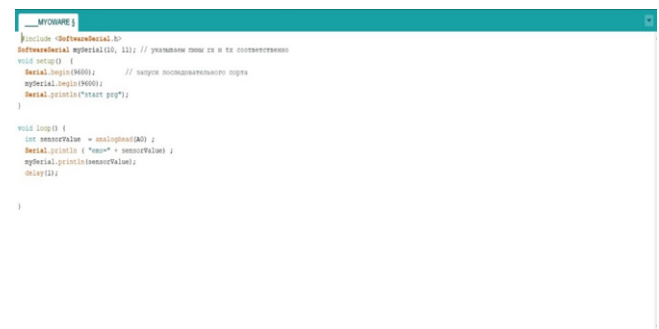 ___MYOWARE §
#include <SoftwareSerial.h>
SoftwareSerial mySerial(10, 11); // указываем пины rx и tx соответственно
void setup() {
Serial.begin(9600); // запуск последовательного порта
mySerial.begin(9600);
Serial.println("start prg");
}
void loop() {
int sensorValue = analogRead(A0) ;
Serial.println ( "ems=" + sensorValue) ;
mySerial.println(sensorValue);
delay(1);
}